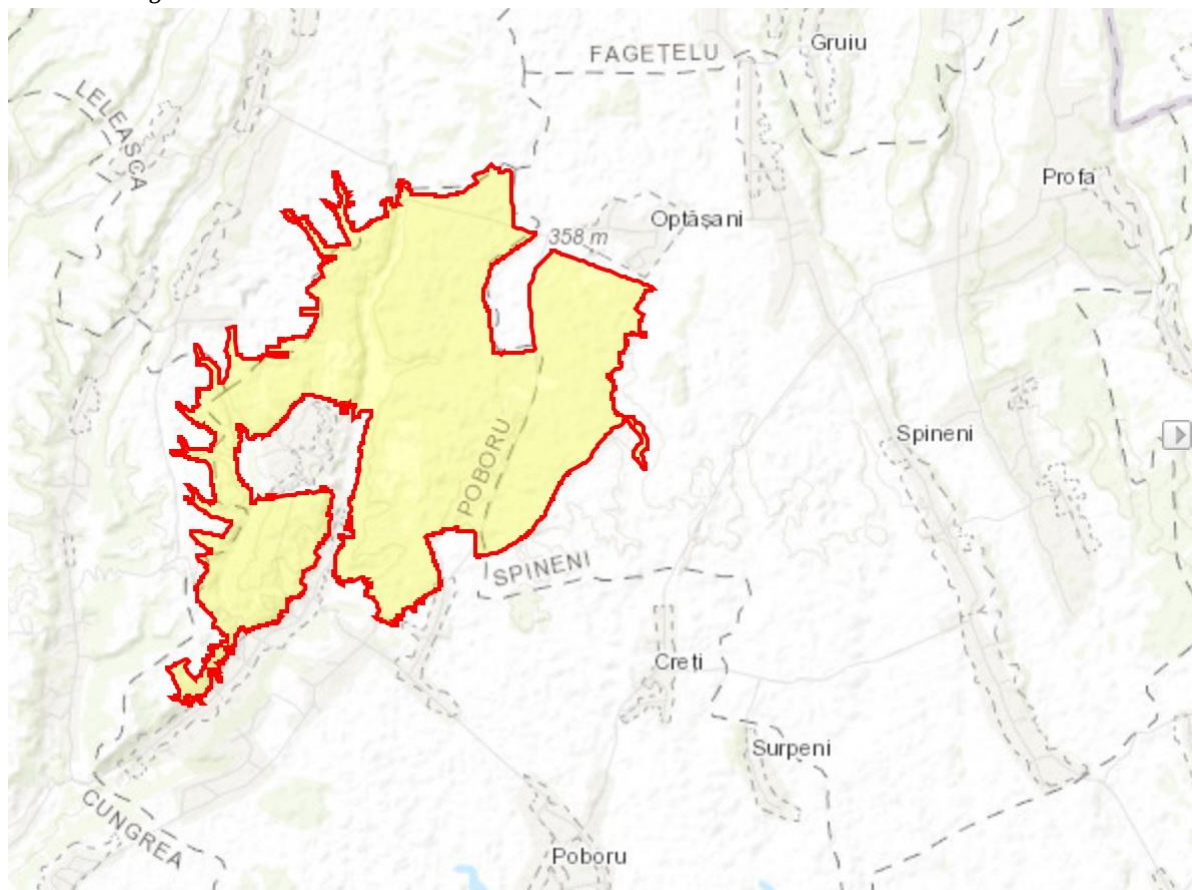 Gruiu
FAGEȚELU
LELEASCA
Profa
Optășani
358 m
Spineni
POBORU
SPINENI
Creți
Surpeni
CUNGREA
Poboru